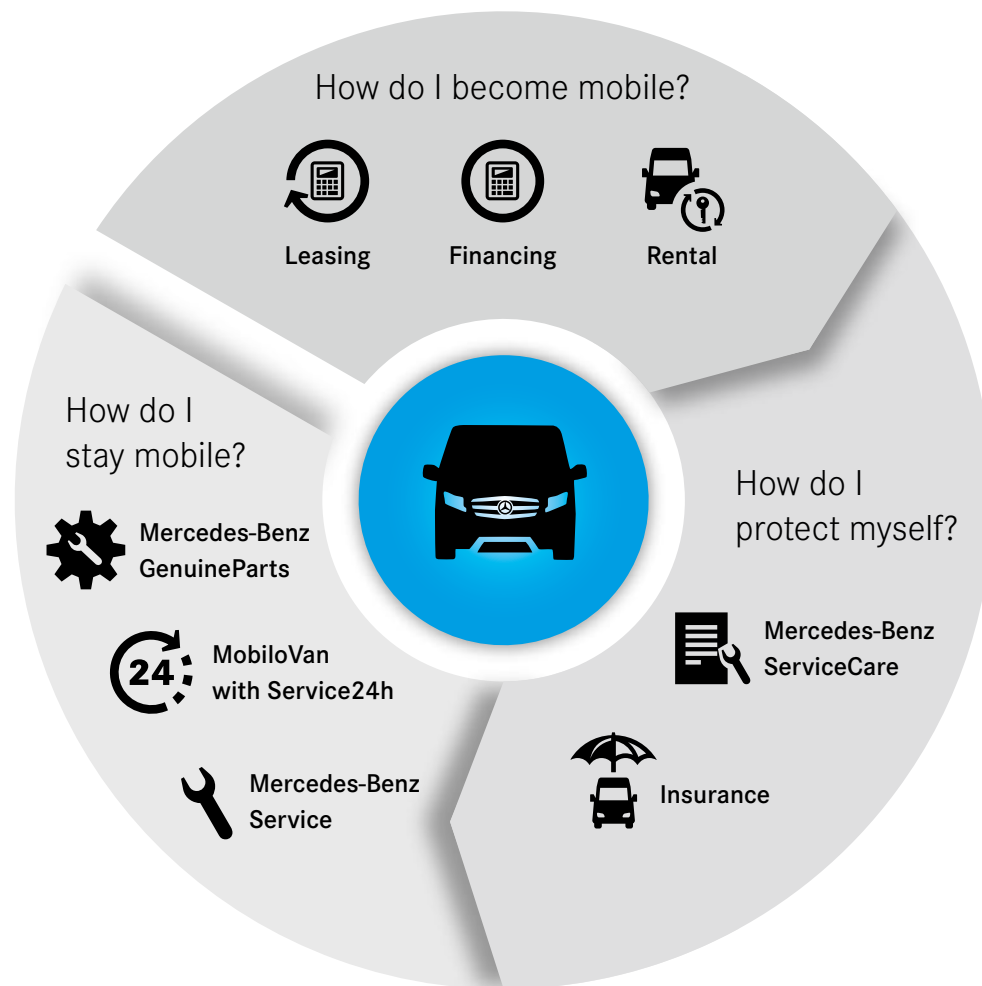 How do I become mobile?
Leasing
Financing
Rental
How do I
protect myself?
Mercedes-Benz
ServiceCare
Insurance
How do I
stay mobile?
Mercedes-Benz
GenuineParts
24
MobiloVan
with Service24h
Mercedes-Benz
Service